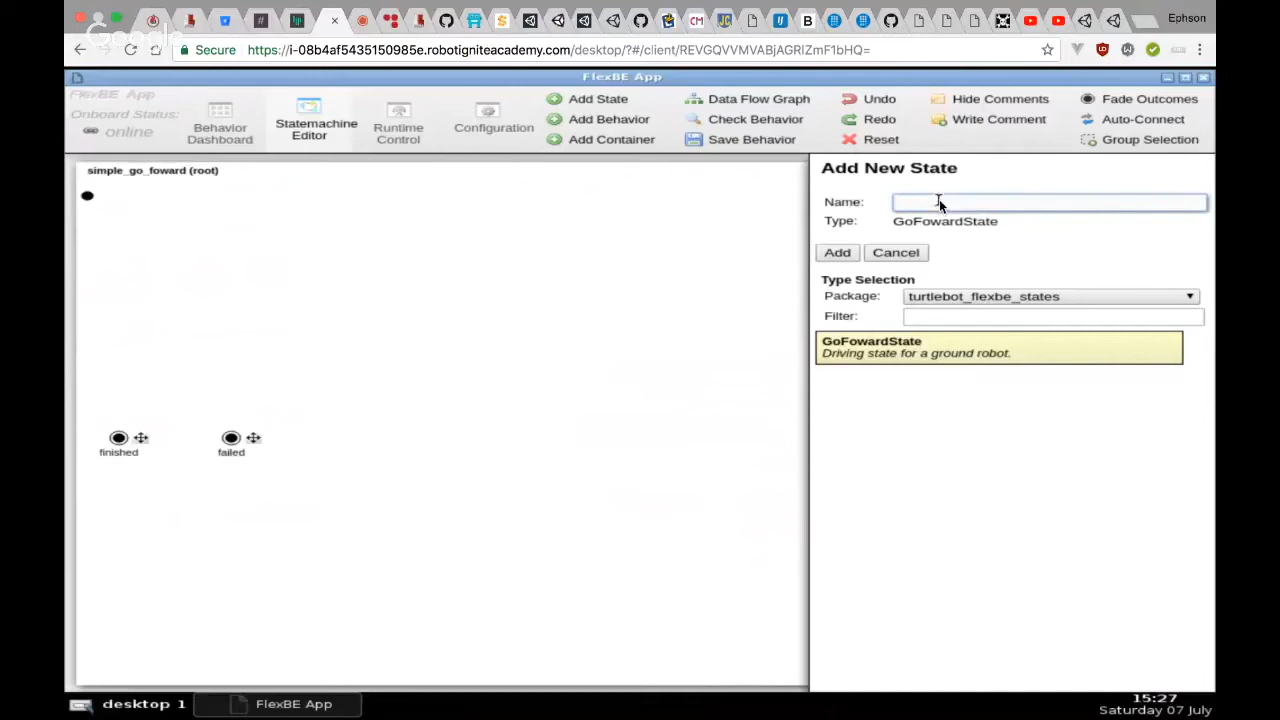 Ephson
Google
Secure https://i-08b4af5435150985e.robotigniteacademy.com/desktop/?#/client/REVGQVVMVABjAGRlZmF1bHQ=
FlexBE App
FlexBE App
Onboard Status:
online
Behavior
Dashboard
Statemachine
Editor
Runtime
Control
Configuration
Add State
Add Behavior
Add Container
Data Flow Graph
Check Behavior
Save Behavior
Undo
Redo
Reset
Hide Comments
Write Comment
Fade Outcomes
Auto-Connect
Group Selection
simple_go_foward (root)
finished
failed
Add New State
Name:
Type: GoFowardState
Add Cancel
Type Selection
Package: turtlebot_flexbe_states
Filter:
GoFowardState
Driving state for a ground robot.
desktop 1
FlexBE App
15:27
Saturday 07 July